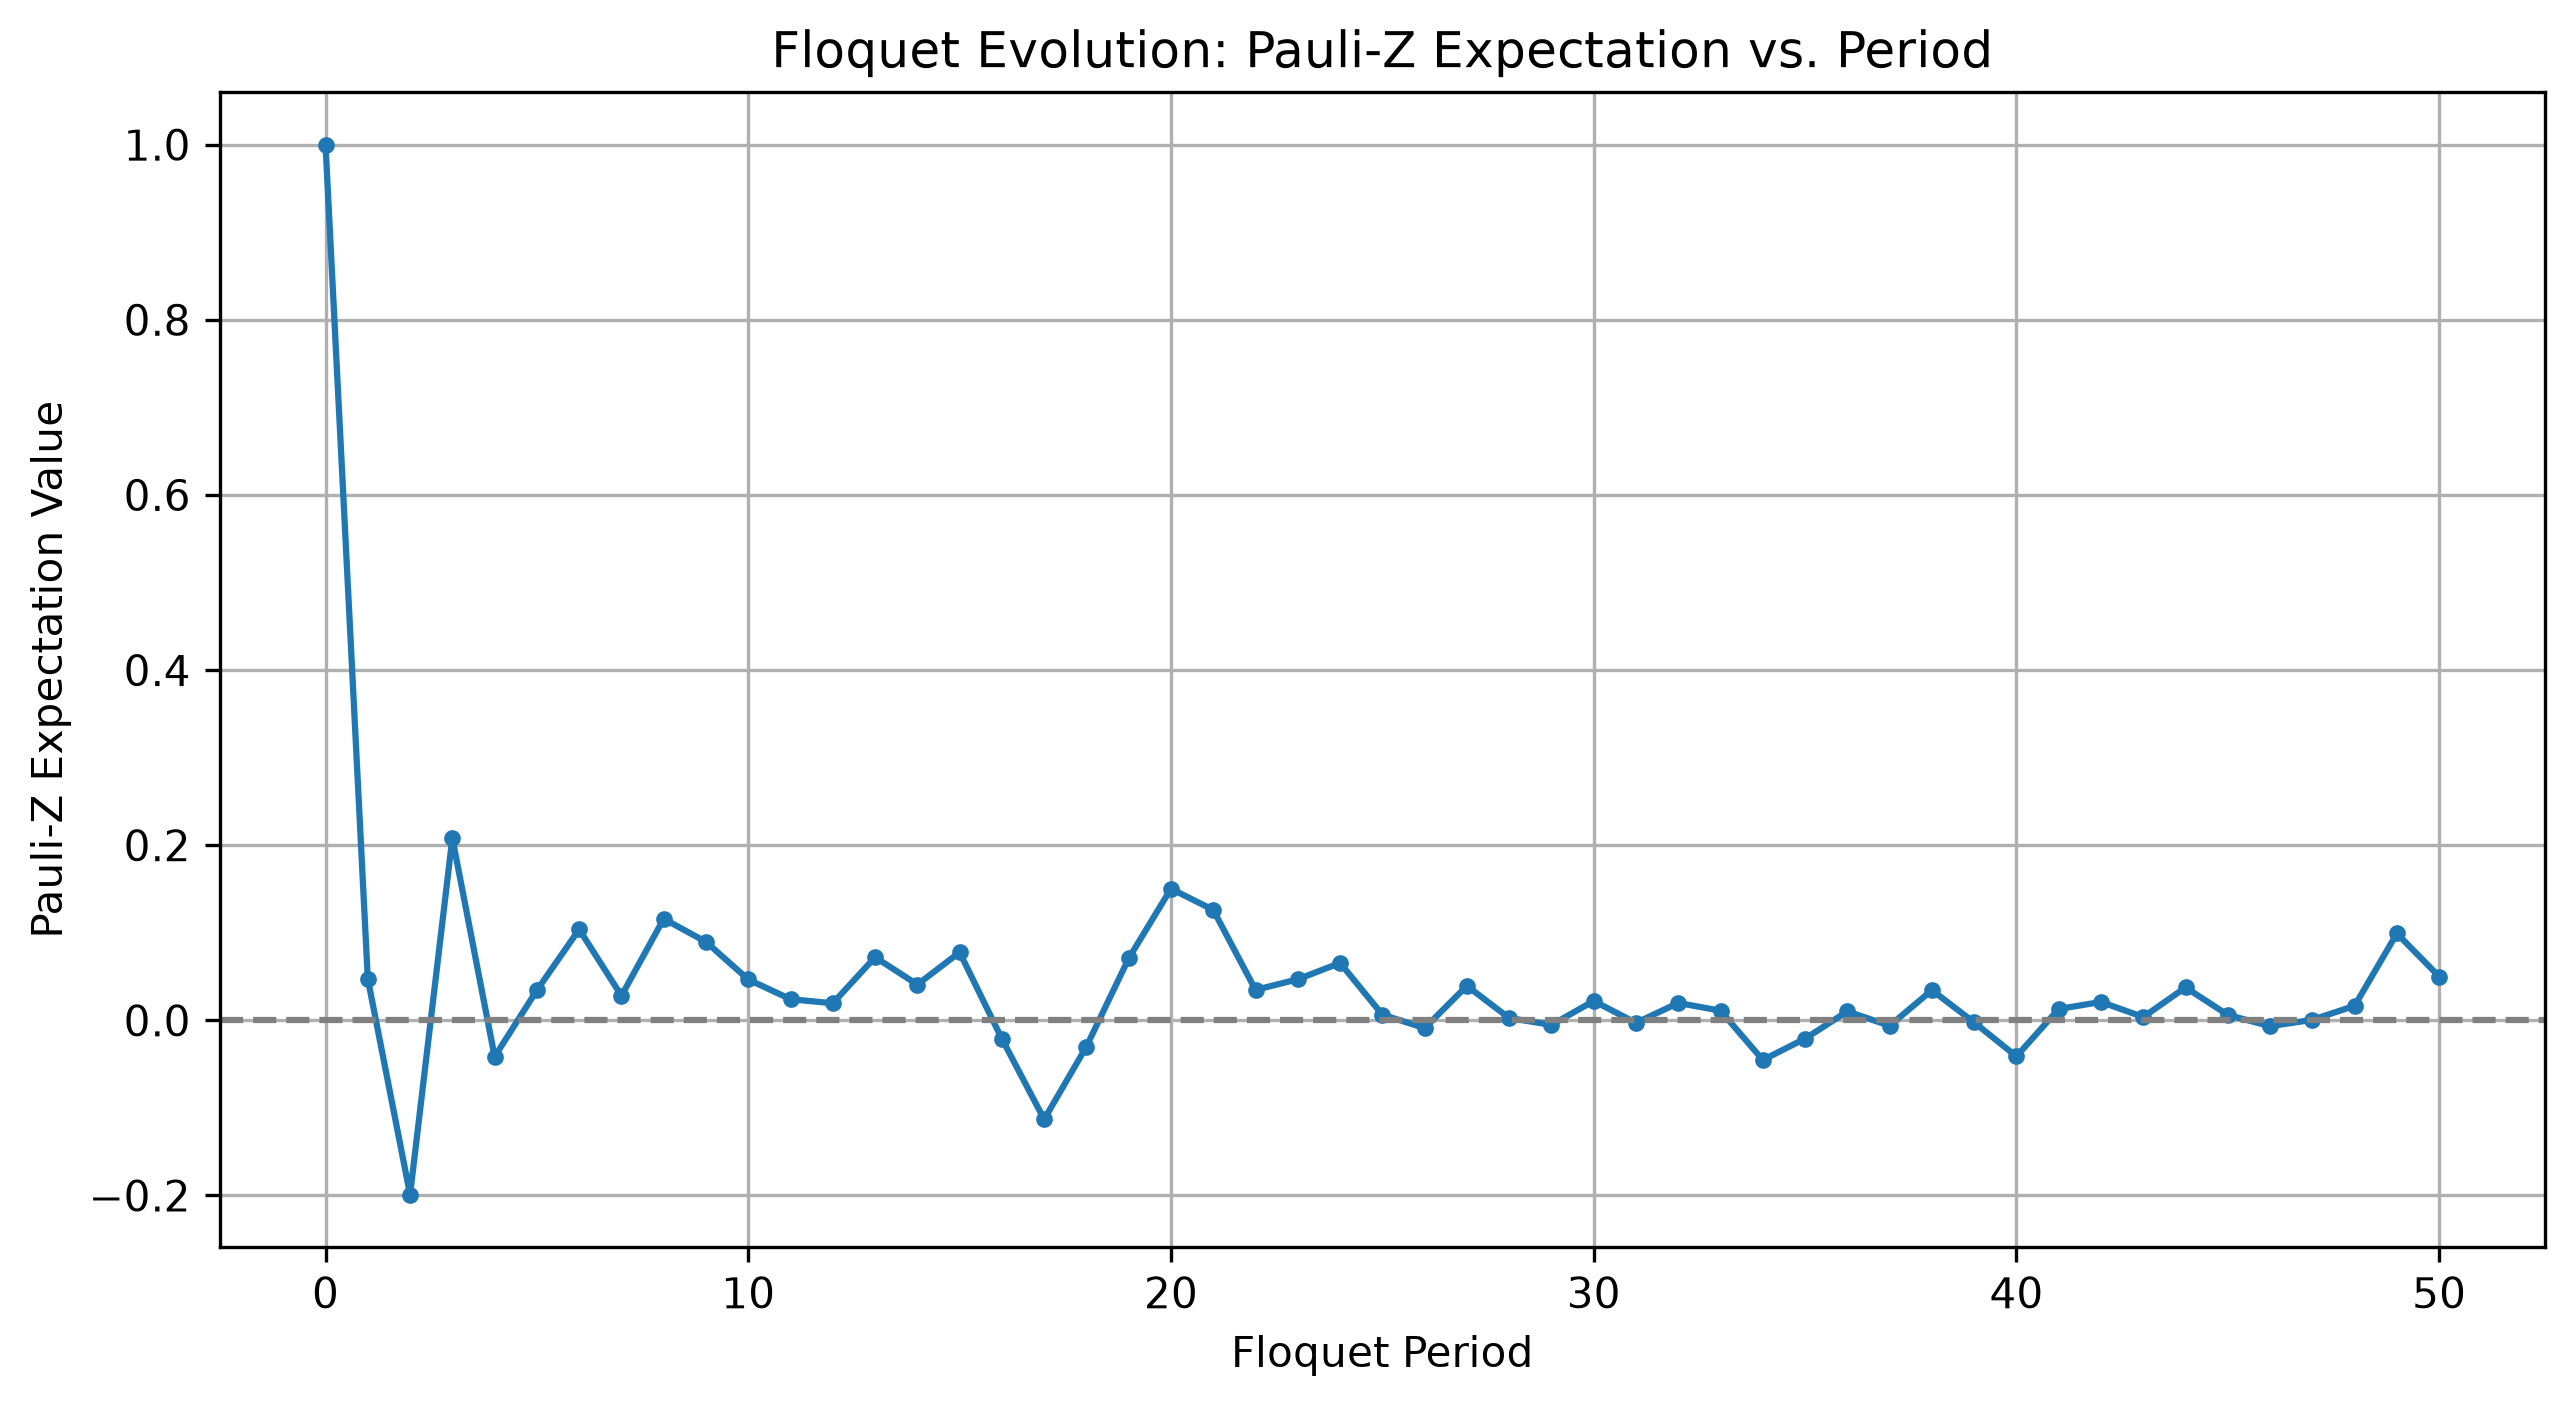 Floquet Evolution: Pauli-Z Expectation vs. Period
Pauli-Z Expectation Value
1.0
0.8
0.6
0.4
0.2
0.0
−0.2
0 10 20 30 40 50
Floquet Period